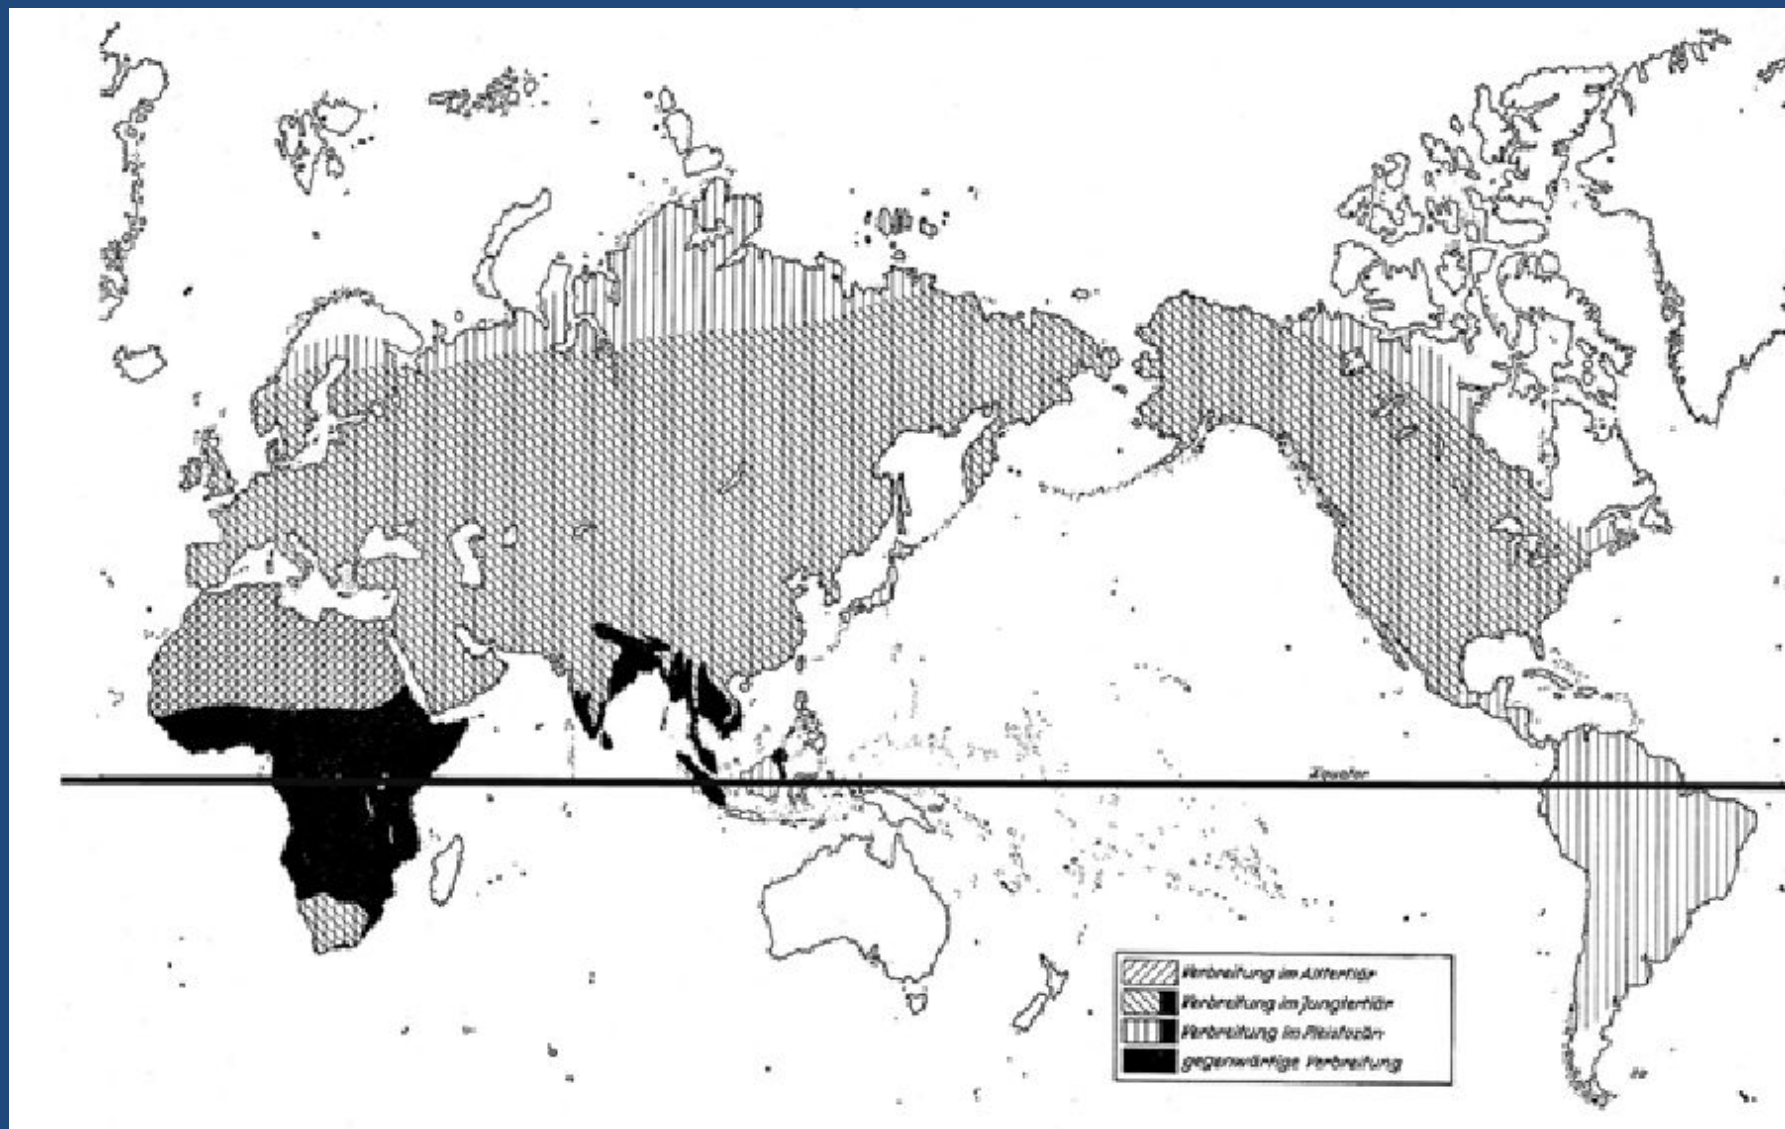 Äquator
Verbreitung im Alttertiär
Verbreitung im Jungtertiär
Verbreitung im Pleistozän
gegenwärtige Verbreitung